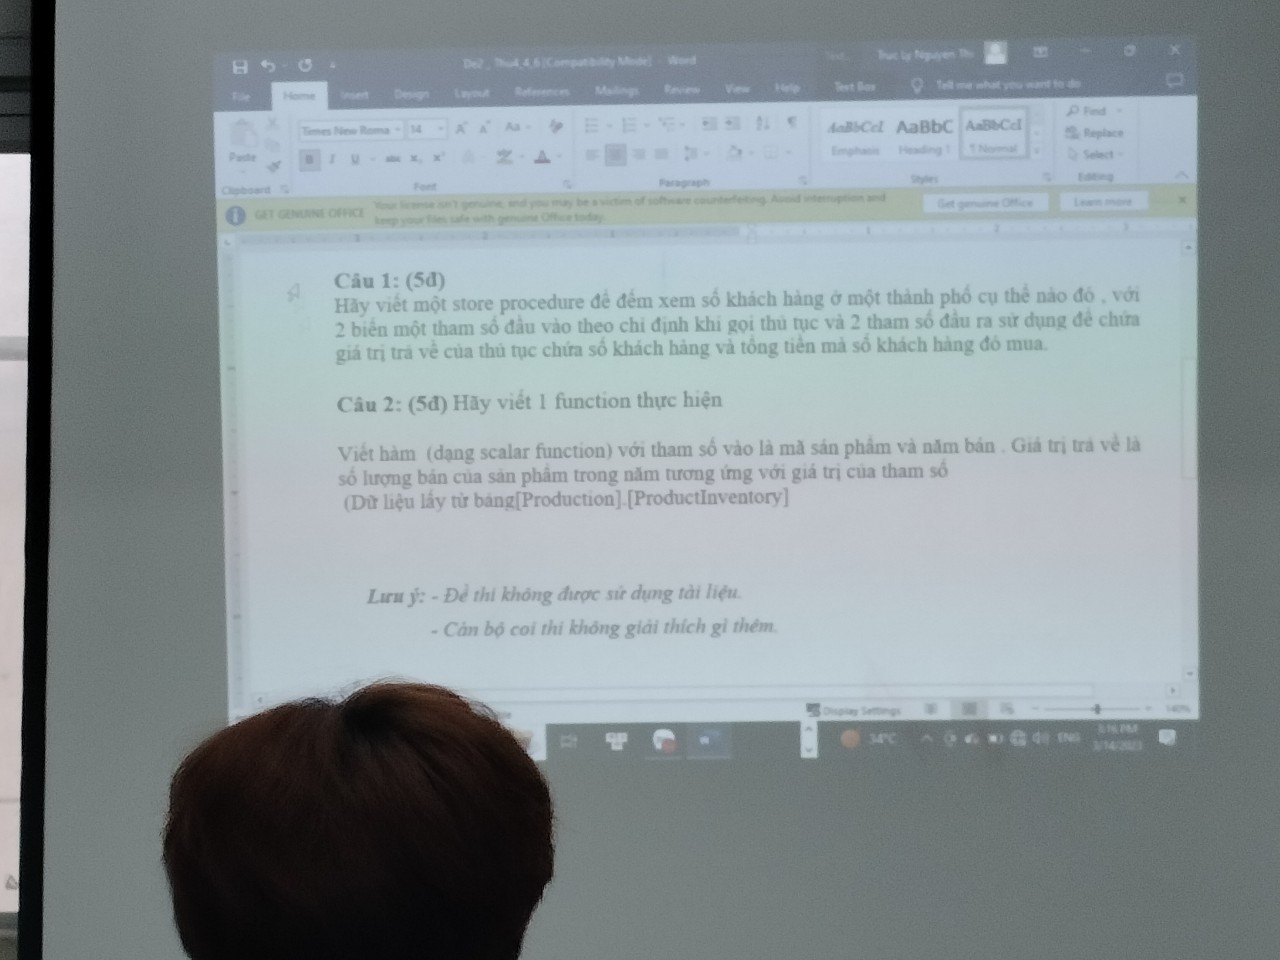 De2 _ Thu4_4_6 [Compatibility Mode] - Word
Truc Ly Nguyen Thi
File Home Insert Design Layout References Mailings Review View Help Text Box Tell me what you want to do
Times New Roma 14
Paste
AaBbCcI AaBbC AaBbCcI
Emphasis Heading 1 ¶ Normal
Find
Replace
Select
Clipboard Font Paragraph Styles Editing
GET GENUINE OFFICE Your license isn't genuine, and you may be a victim of software counterfeiting. Avoid interruption and
keep your files safe with genuine Office today.
Get genuine Office Learn more
Câu 1: (5đ)
Hãy viết một store procedure để đếm xem số khách hàng ở một thành phố cụ thể nào đó , với
2 biến một tham số đầu vào theo chỉ định khi gọi thủ tục và 2 tham số đầu ra sử dụng để chứa
giá trị trả về của thủ tục chứa số khách hàng và tổng tiền mà số khách hàng đó mua.
Câu 2: (5đ) Hãy viết 1 function thực hiện
Viết hàm (dạng scalar function) với tham số vào là mã sản phẩm và năm bán . Giá trị trả về là
số lượng bán của sản phẩm trong năm tương ứng với giá trị của tham số
(Dữ liệu lấy từ bảng[Production].[ProductInventory]
Lưu ý: - Đề thi không được sử dụng tài liệu.
- Cán bộ coi thi không giải thích gì thêm.
Display Settings
140%
34°C ENG 3:16 PM
3/14/2023